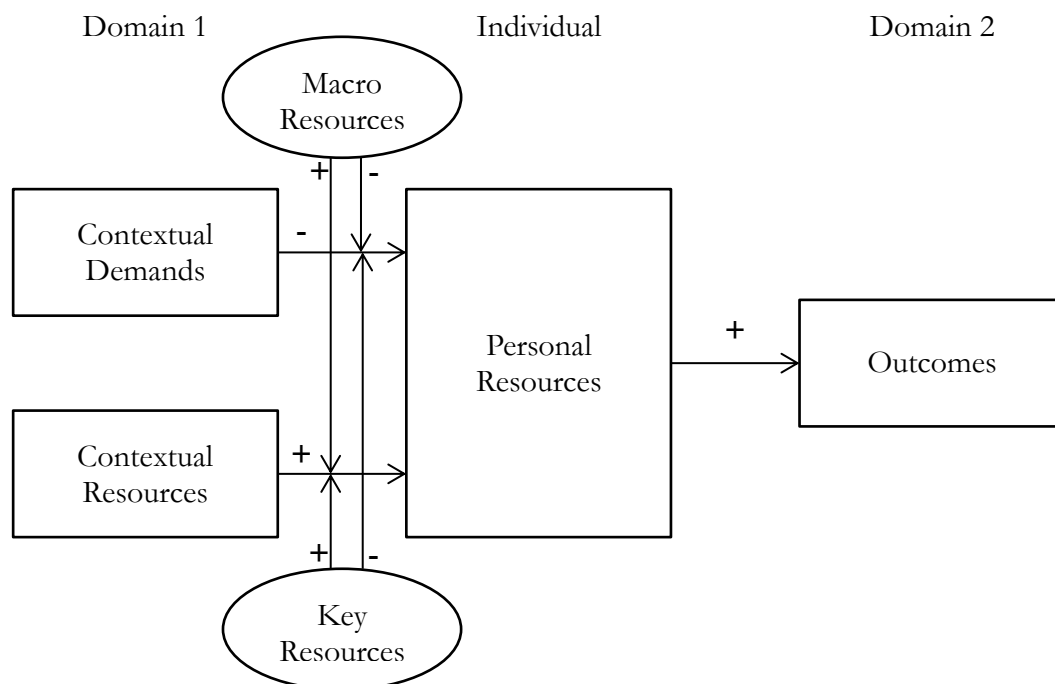 Domain 1
Individual
Domain 2
Macro
Resources
+
-
Contextual
Demands
-
Personal
Resources
+
Outcomes
Contextual
Resources
+
+
-
Key
Resources